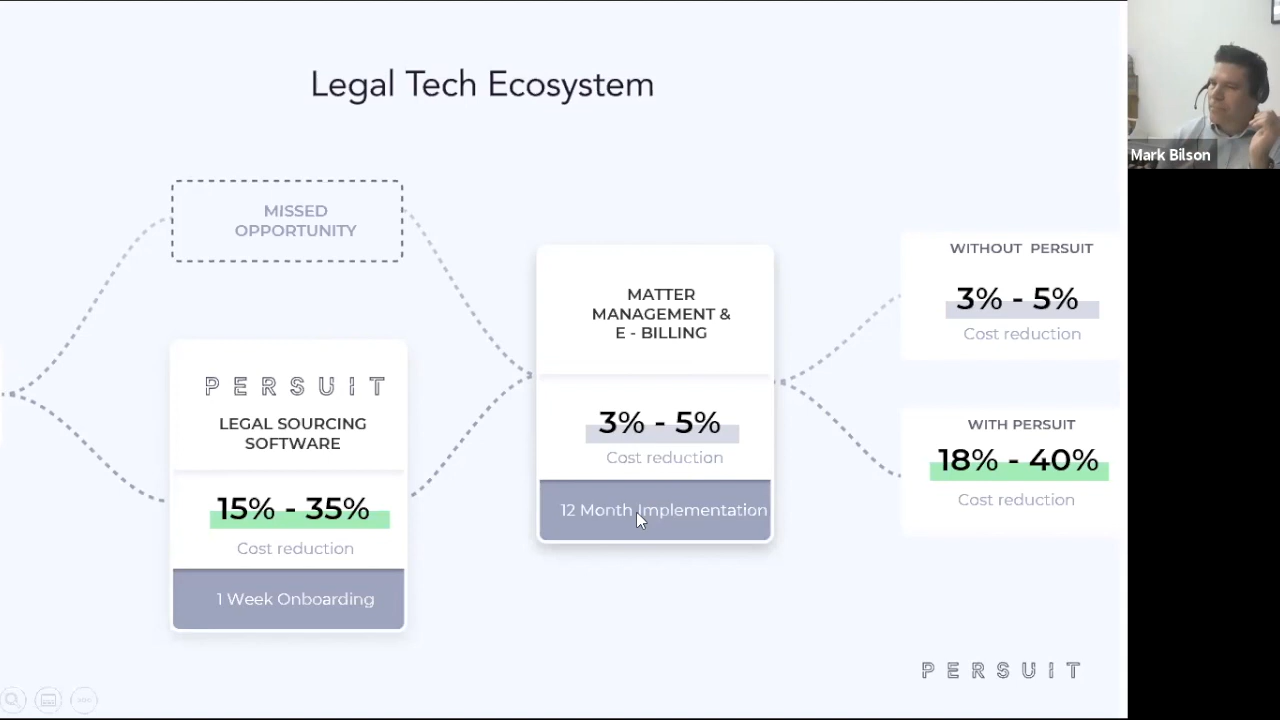 Legal Tech Ecosystem
MISSED
OPPORTUNITY
PERSUIT
LEGAL SOURCING
SOFTWARE
15% - 35%
Cost reduction
1 Week Onboarding
MATTER
MANAGEMENT &
E - BILLING
3% - 5%
Cost reduction
12 Month Implementation
WITHOUT PERSUIT
3% - 5%
Cost reduction
WITH PERSUIT
18% - 40%
Cost reduction
PERSUIT
Mark Bilson